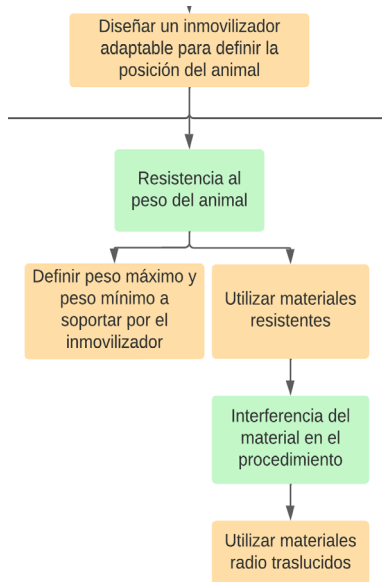 Diseñar un inmovilizador
adaptable para definir la
posición del animal
Resistencia al
peso del animal
Definir peso máximo y
peso mínimo a
soportar por el
inmovilizador
Utilizar materiales
resistentes
Interferencia del
material en el
procedimiento
Utilizar materiales
radio traslucidos